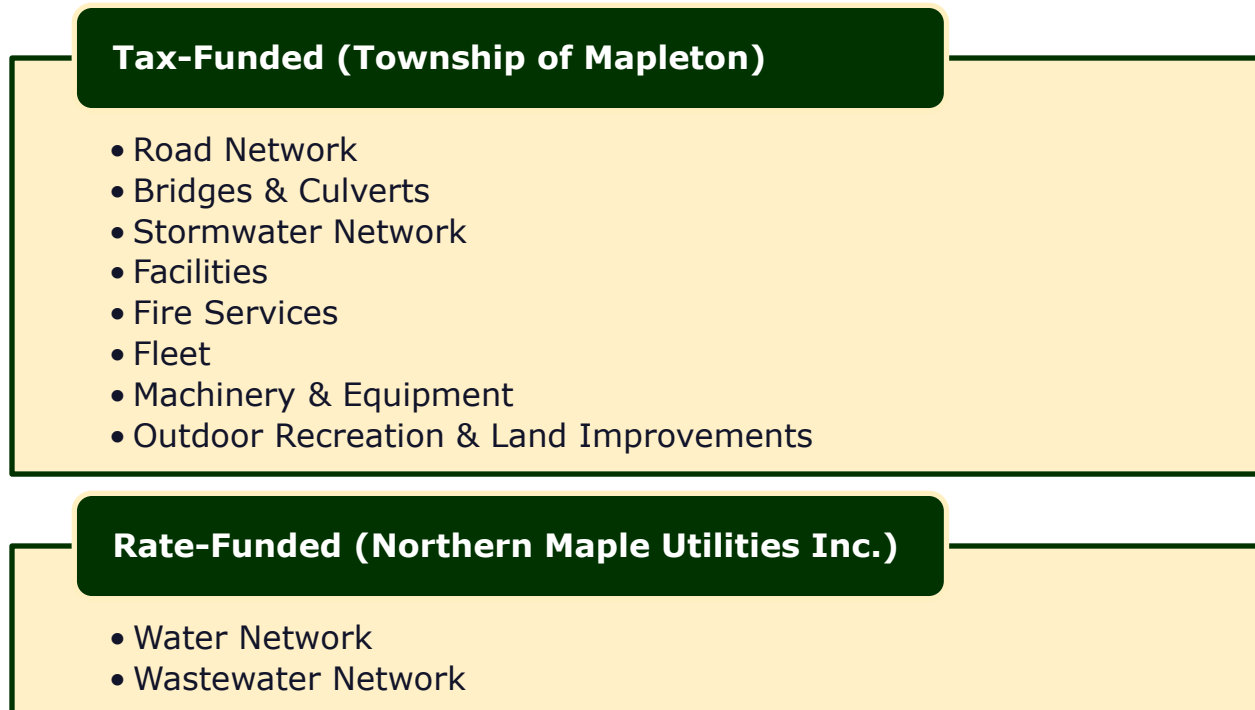 Tax-Funded (Township of Mapleton)
• Road Network
• Bridges & Culverts
• Stormwater Network
• Facilities
• Fire Services
• Fleet
• Machinery & Equipment
• Outdoor Recreation & Land Improvements
Rate-Funded (Northern Maple Utilities Inc.)
• Water Network
• Wastewater Network